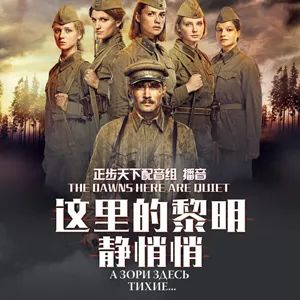 正步天下配音组 播音
THE DAWNS HERE ARE QUIET
这里的黎明
静悄悄
А ЗОРИ ЗДЕСЬ
ТИХИЕ...